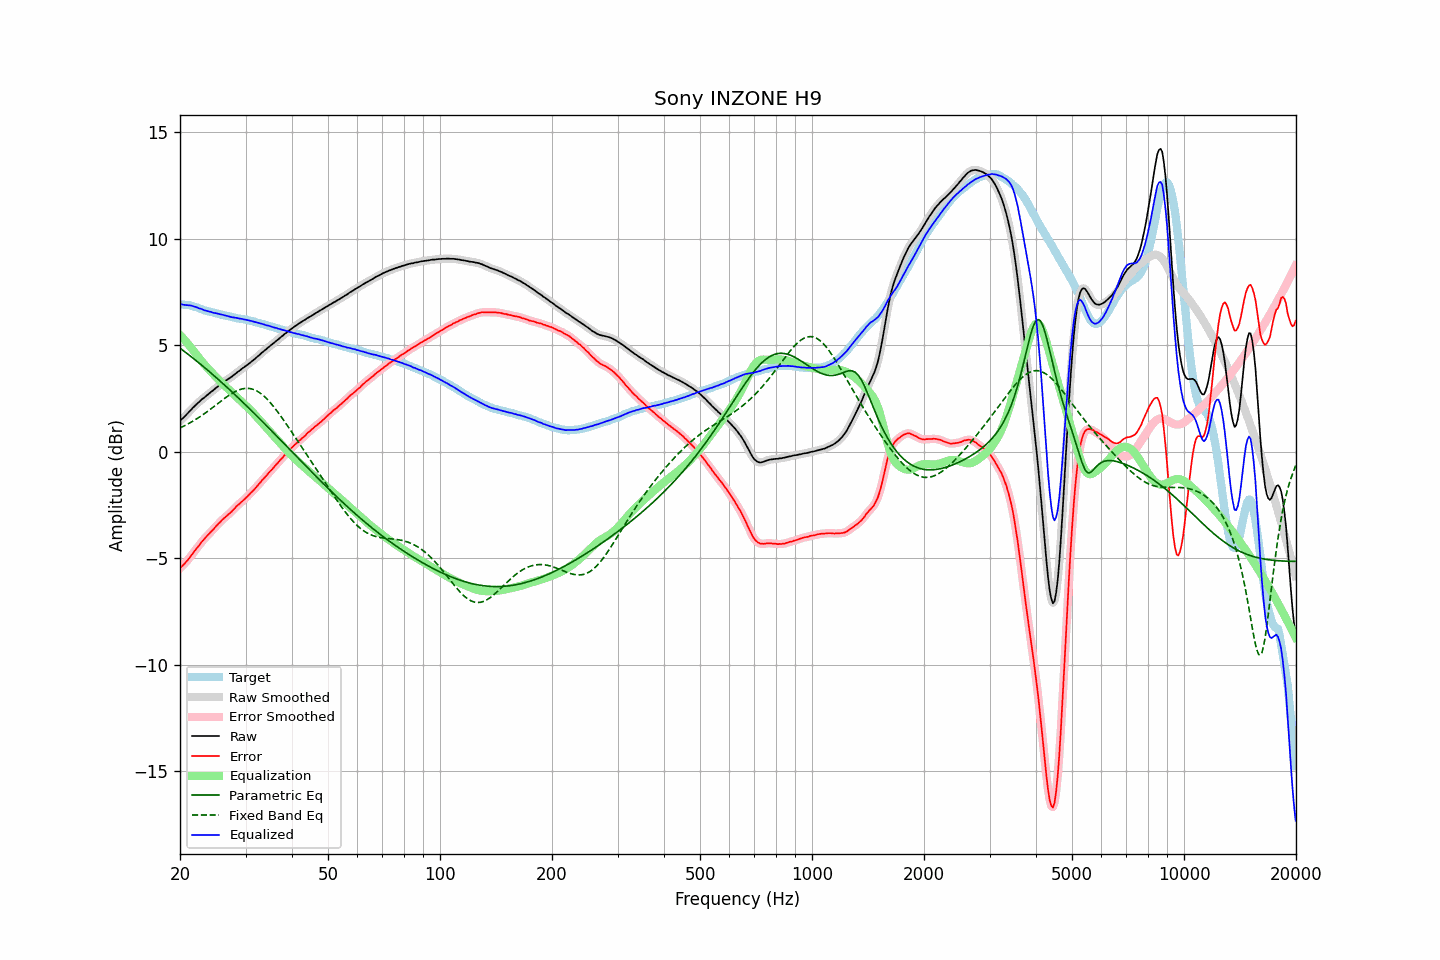 Sony INZONE H9
Amplitude (dBr)
15
10
5
0
−5
−10
−15
Target
Raw Smoothed
Error Smoothed
Raw
Error
Equalization
Parametric Eq
Fixed Band Eq
Equalized
20 50 100 200 500 1000 2000 5000 10000 20000
Frequency (Hz)